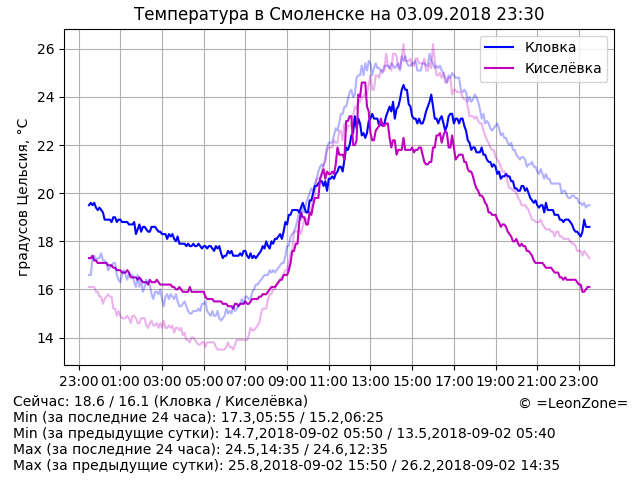 Температура в Смоленске на 03.09.2018 23:30
26
24
22
20
18
16
14
градусов Цельсия, °C
Кловка
Киселёвка
23:00 01:00 03:00 05:00 07:00 09:00 11:00 13:00 15:00 17:00 19:00 21:00 23:00
Сейчас: 18.6 / 16.1 (Кловка / Киселёвка)
© =LeonZone=
Min (за последние 24 часа): 17.3,05:55 / 15.2,06:25
Min (за предыдущие сутки): 14.7,2018-09-02 05:50 / 13.5,2018-09-02 05:40
Max (за последние 24 часа): 24.5,14:35 / 24.6,12:35
Max (за предыдущие сутки): 25.8,2018-09-02 15:50 / 26.2,2018-09-02 14:35